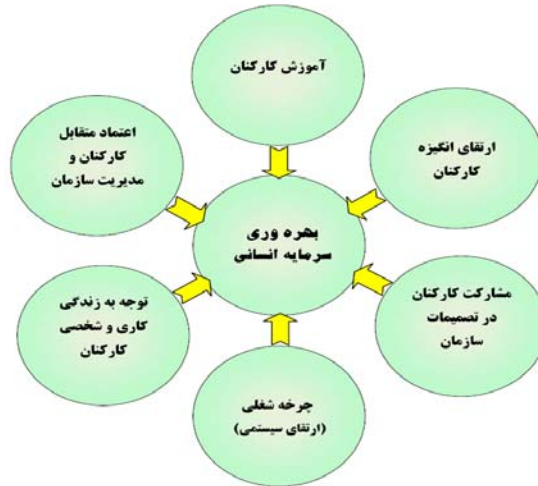 آموزش کارکنان
ارتقای انگیزه
کارکنان
اعتماد متقابل
کارکنان و
مدیریت سازمان
بهره وری
سرمایه انسانی
مشارکت کارکنان
در تصمیمات
سازمان
توجه به زندگی
کاری و شخصی
کارکنان
چرخه شغلی
(ارتقای سیستمی)